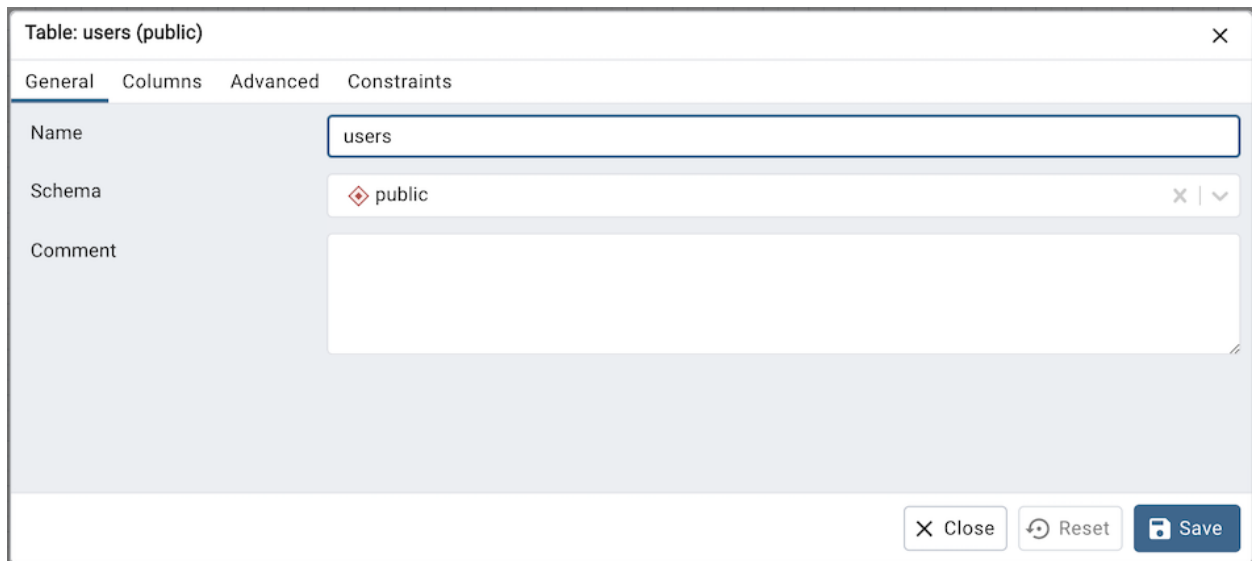 Table: users (public)
General Columns Advanced Constraints
Name users
Schema public
Comment
Close Reset Save